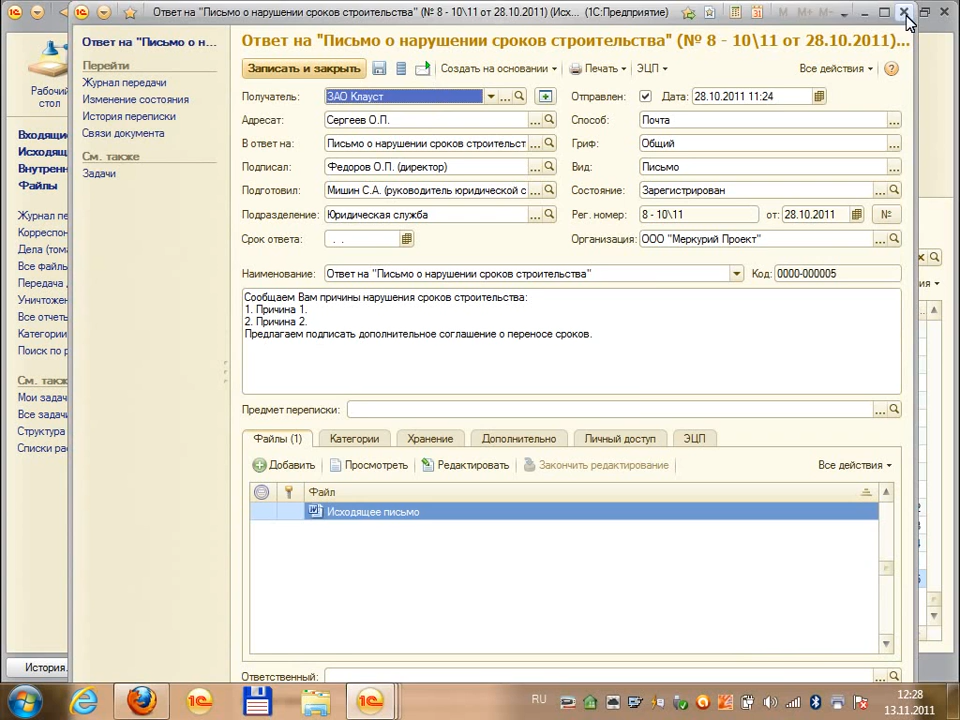 Ответ на "Письмо о нарушении сроков строительства" (№ 8 - 10\11 от 28.10.2011) (Исх... (1С:Предприятие)
M M+ M-
Ответ на "Письмо о н...
Перейти
Журнал передачи
Изменение состояния
История переписки
Связи документа
См. также
Задачи
Рабочи
стол
Входящие
Исходящ
Внутрен
Файлы
Журнал пе
Корреспон
Дела (том
Все файлы
Передача
Уничтожен
Все отчеты
Категории
Поиск по р
См. такж
Мои задач
Все задачи
Структура
Списки рас
История.
Ответ на "Письмо о нарушении сроков строительства" (№ 8 - 10\11 от 28.10.2011)...
Записать и закрыть
Создать на основании
Печать
ЭЦП
Все действия
Получатель: ЗАО Клауст
Отправлен: Дата: 28.10.2011 11:24
Адресат: Сергеев О.П.
Способ: Почта
В ответ на: Письмо о нарушении сроков строительст
Гриф: Общий
Подписал: Федоров О.П. (директор)
Вид: Письмо
Подготовил: Мишин С.А. (руководитель юридической с
Состояние: Зарегистрирован
Подразделение: Юридическая служба
Рег. номер: 8 - 10\11 от: 28.10.2011 №
Срок ответа: . .
Организация: ООО "Меркурий Проект"
Наименование: Ответ на "Письмо о нарушении сроков строительства"
Код: 0000-000005
Сообщаем Вам причины нарушения сроков строительства:
1. Причина 1.
2. Причина 2.
Предлагаем подписать дополнительное соглашение о переносе сроков.
Предмет переписки:
Файлы (1) Категории Хранение Дополнительно Личный доступ ЭЦП
Добавить Просмотреть Редактировать Закончить редактирование Все действия
Файл
Исходящее письмо
Ответственный:
RU
12:28
13.11.2011